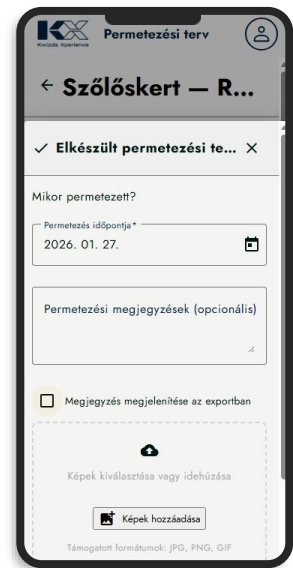 KX
Kwizda Xperience
Permetezési terv
Szőlőskert — R...
Elkészült permetezési te...
Mikor permetezett?
Permetezés időpontja*
2026. 01. 27.
Permetezési megjegyzések (opcionális)
Megjegyzés megjelenítése az exportban
Képek kiválasztása vagy idehúzása
Képek hozzáadása
Támogatott formátumok: JPG, PNG, GIF